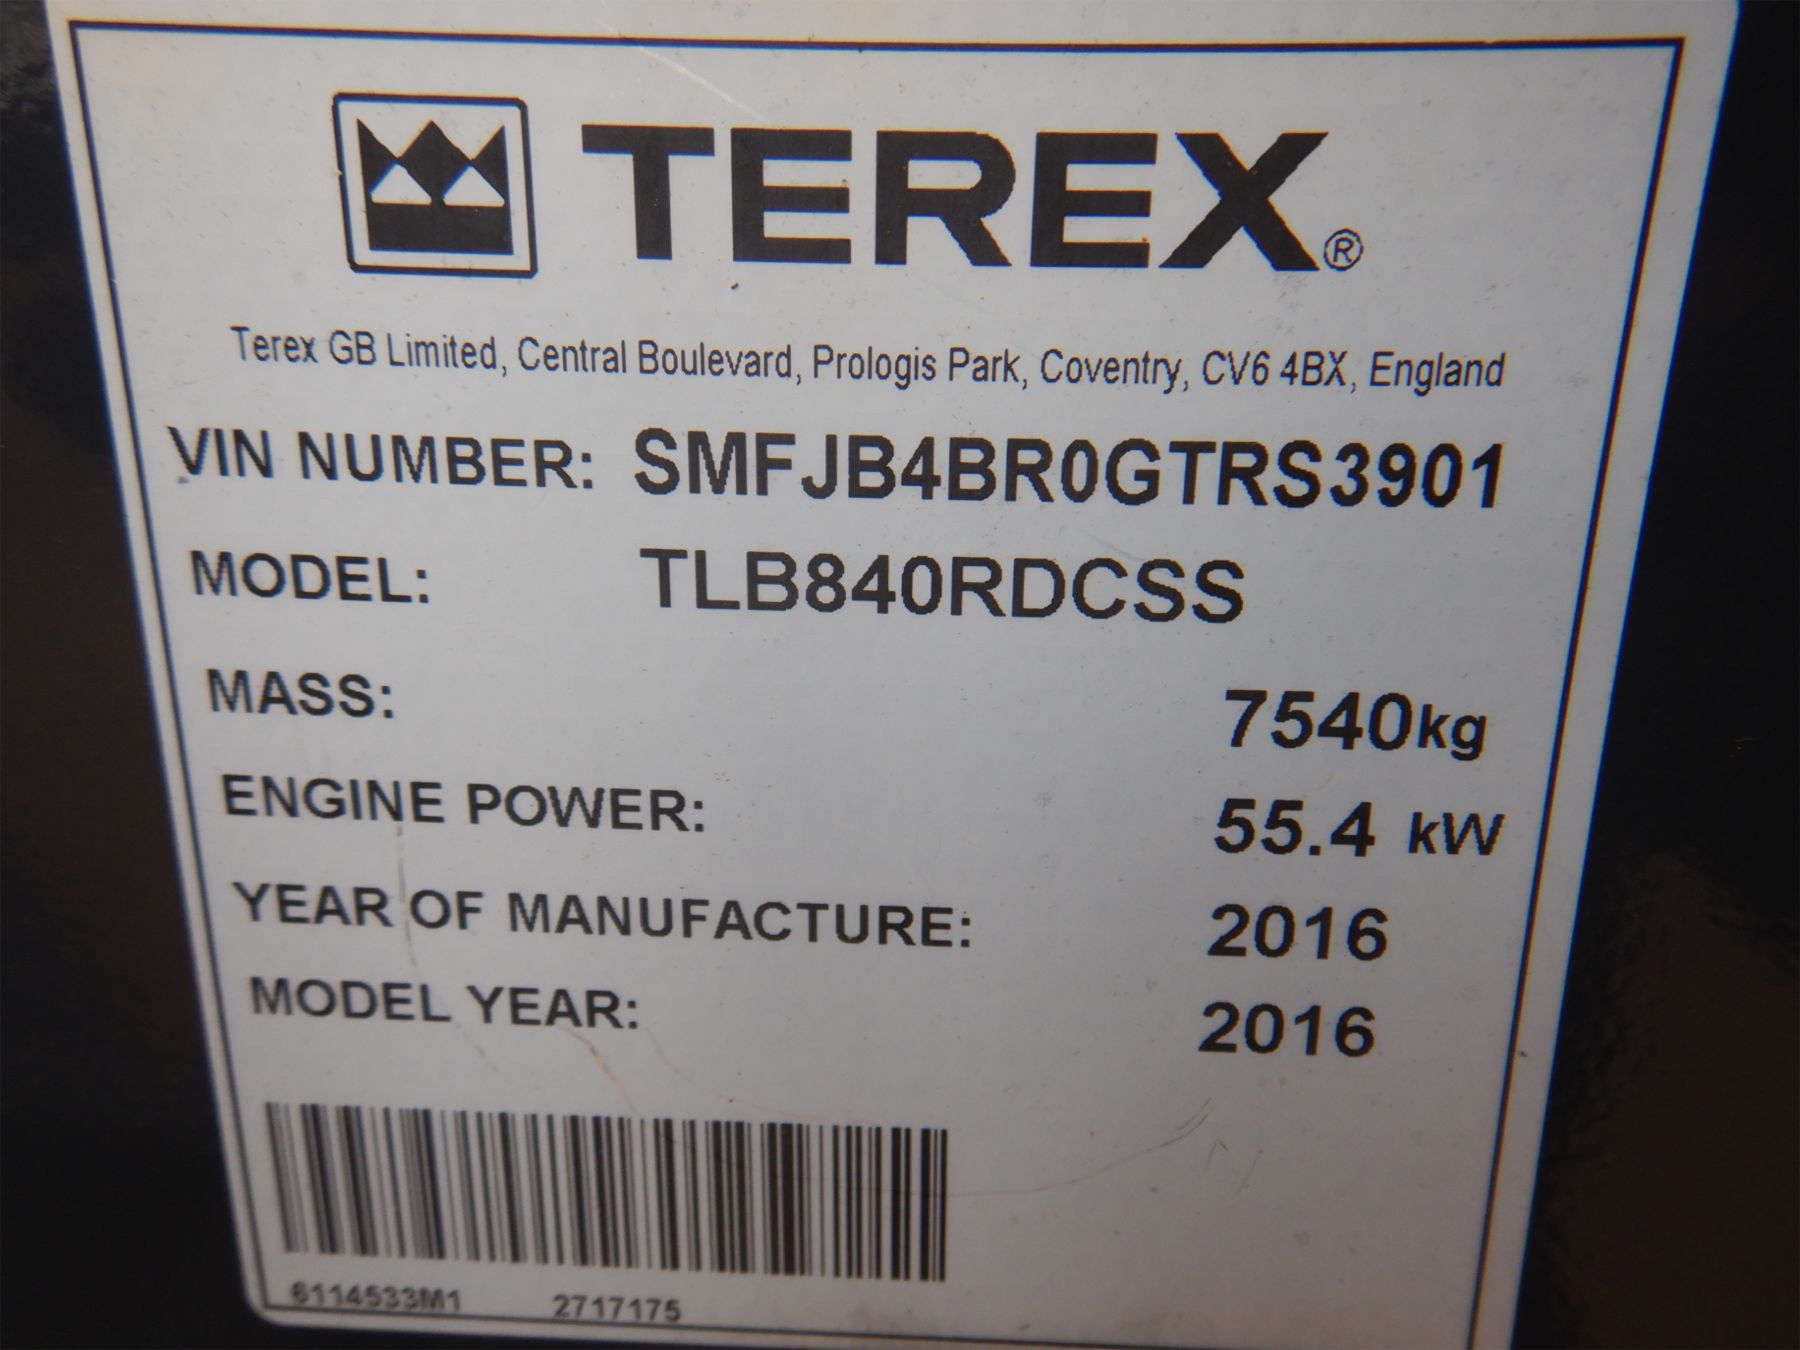 TEREX®
Terex GB Limited, Central Boulevard, Prologis Park, Coventry, CV6 4BX, England
VIN NUMBER: SMFJB4BR0GTRS3901
MODEL: TLB840RDCSS
MASS: 7540kg
ENGINE POWER: 55.4 kW
YEAR OF MANUFACTURE: 2016
MODEL YEAR: 2016
6114533M1 2717175